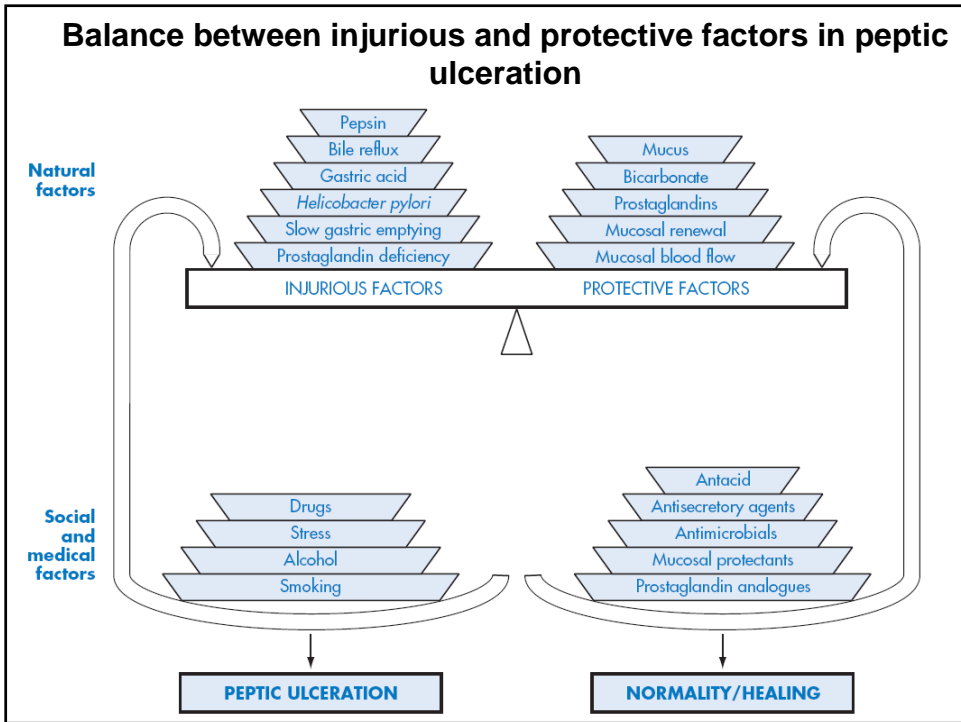 Balance between injurious and protective factors in peptic
ulceration
Natural
factors
Pepsin
Bile reflux
Gastric acid
Helicobacter pylori
Slow gastric emptying
Prostaglandin deficiency
Mucus
Bicarbonate
Prostaglandins
Mucosal renewal
Mucosal blood flow
INJURIOUS FACTORS
PROTECTIVE FACTORS
Social
and
medical
factors
Drugs
Stress
Alcohol
Smoking
Antacid
Antisecretory agents
Antimicrobials
Mucosal protectants
Prostaglandin analogues
PEPTIC ULCERATION
NORMALITY/HEALING